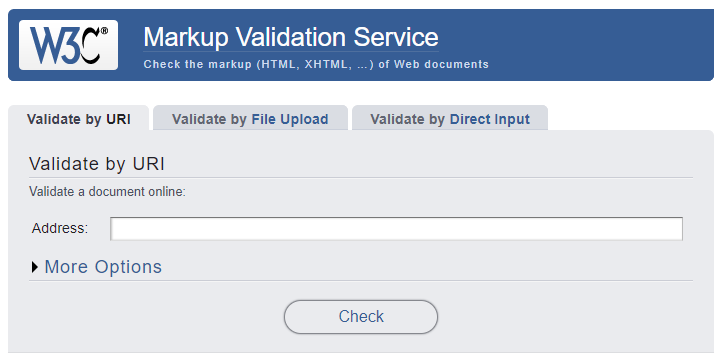 W3C®
Markup Validation Service
Check the markup (HTML, XHTML, …) of Web documents
Validate by URI
Validate by File Upload
Validate by Direct Input
Validate by URI
Validate a document online:
Address:
More Options
Check